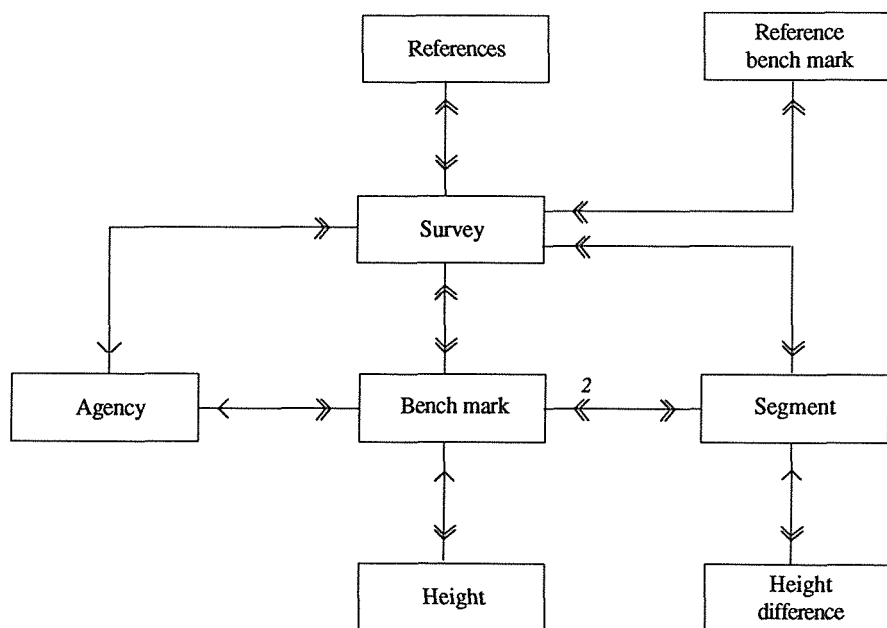 References
Reference
bench mark
Survey
Agency
Bench mark
2
Segment
Height
Height
difference